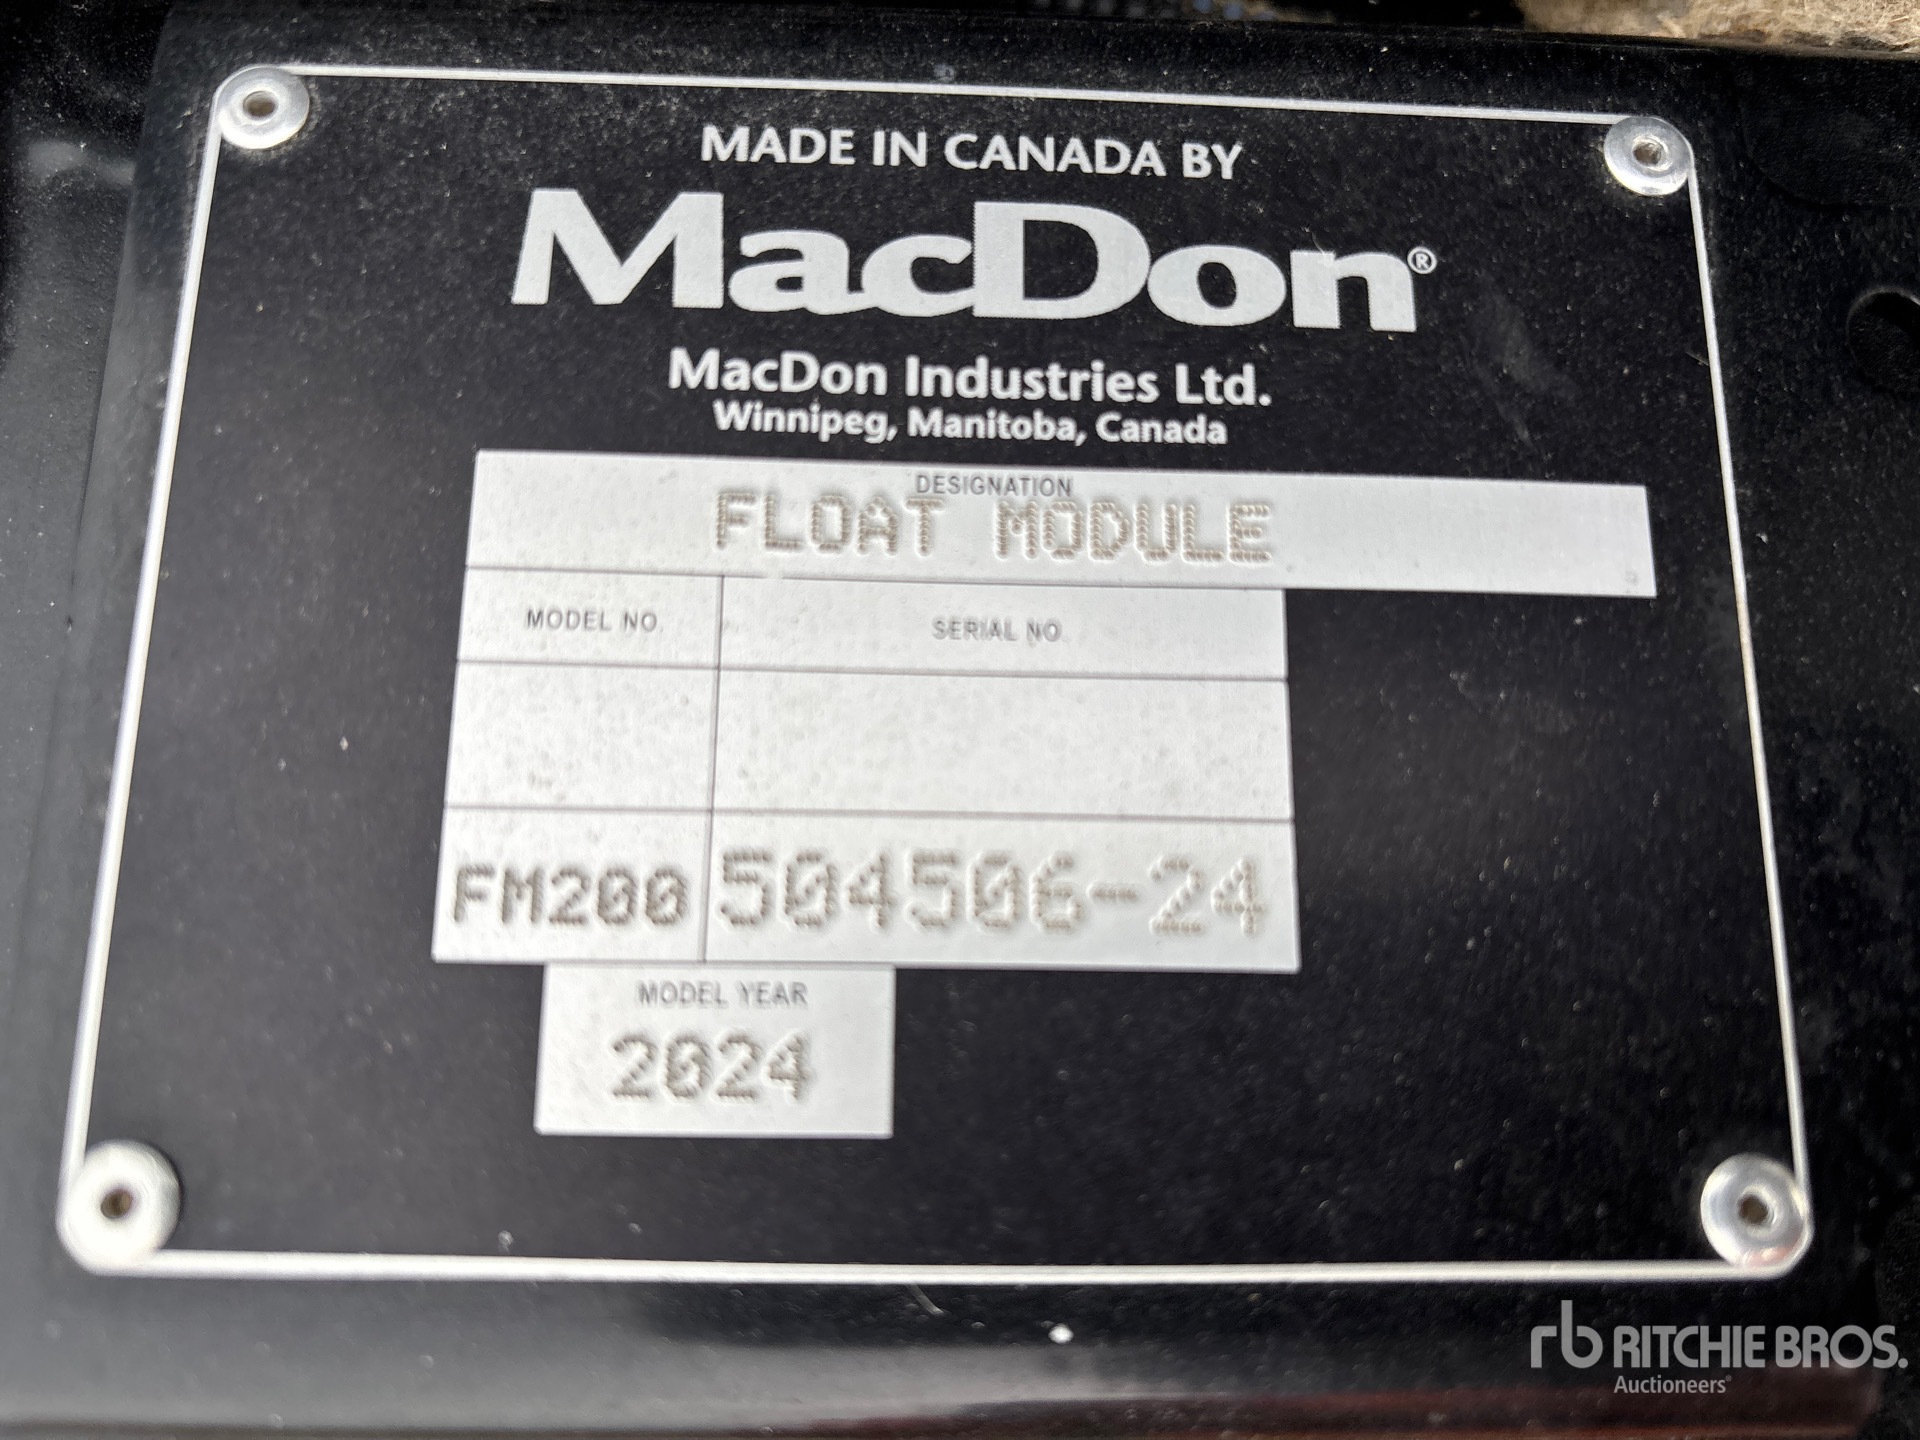 MADE IN CANADA BY
MacDon®
MacDon Industries Ltd.
Winnipeg, Manitoba, Canada
DESIGNATION
FLOAT MODULE
MODEL NO. SERIAL NO.
FM200 504506-24
MODEL YEAR
2024
rb RITCHIE BROS.
Auctioneers®